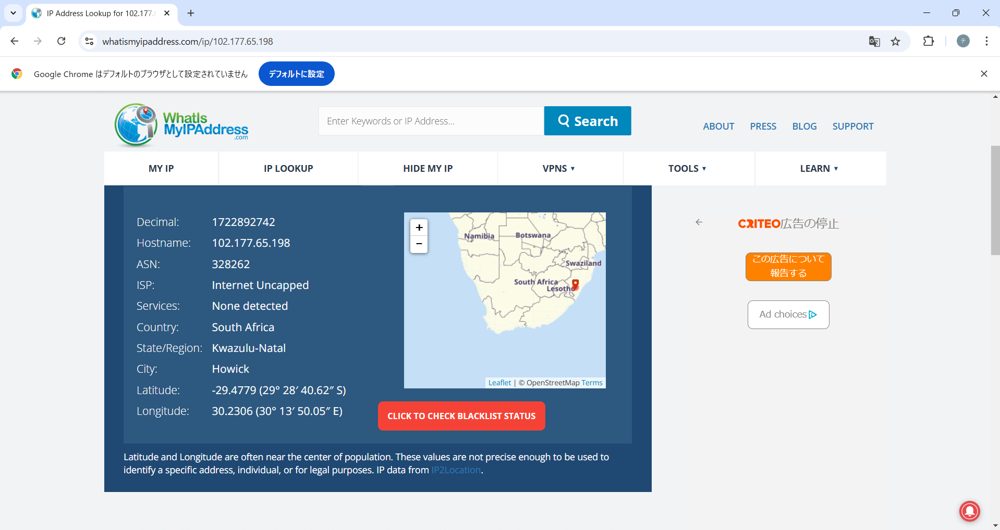 IP Address Lookup for 102.177.
whatismyipaddress.com/ip/102.177.65.198
テ
Google Chrome はデフォルトのブラウザとして設定されていません
デフォルトに設定
WhatIs
MyIPAddress
.com
Enter Keywords or IP Address...
Search
ABOUT
PRESS
BLOG
SUPPORT
MY IP
IP LOOKUP
HIDE MY IP
VPNS ▼
TOOLS ▼
LEARN ▼
Decimal: 1722892742
Hostname: 102.177.65.198
ASN: 328262
ISP: Internet Uncapped
Services: None detected
Country: South Africa
State/Region: Kwazulu-Natal
City: Howick
Latitude: -29.4779 (29° 28′ 40.62″ S)
Longitude: 30.2306 (30° 13′ 50.05″ E)
+
−
Namibia
Botswana
Swaziland
South Africa
Lesotho
Leaflet | © OpenStreetMap Terms
CLICK TO CHECK BLACKLIST STATUS
Latitude and Longitude are often near the center of population. These values are not precise enough to be used to
identify a specific address, individual, or for legal purposes. IP data from IP2Location.
CRITEO広告の停止
この広告について
報告する
Ad choices